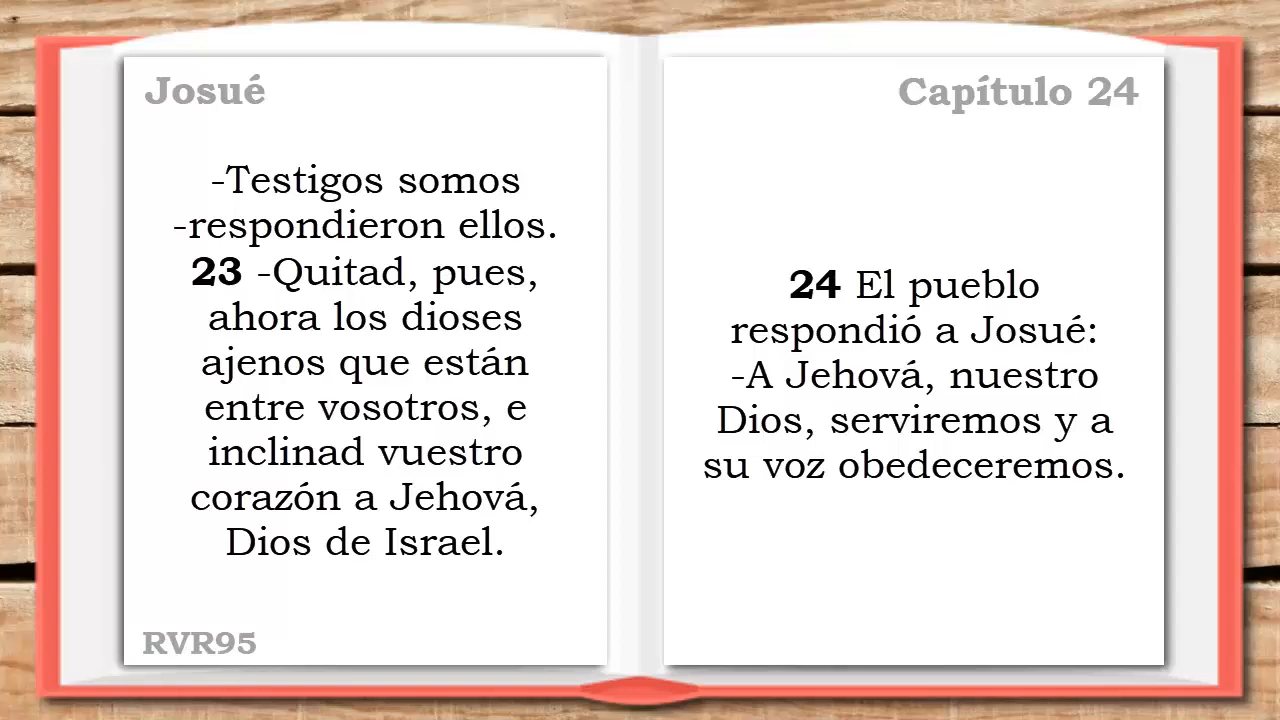 Josué
-Testigos somos
-respondieron ellos.
23 -Quitad, pues,
ahora los dioses
ajenos que están
entre vosotros, e
inclinad vuestro
corazón a Jehová,
Dios de Israel.
RVR95
Capítulo 24
24 El pueblo
respondió a Josué:
-A Jehová, nuestro
Dios, serviremos y a
su voz obedeceremos.